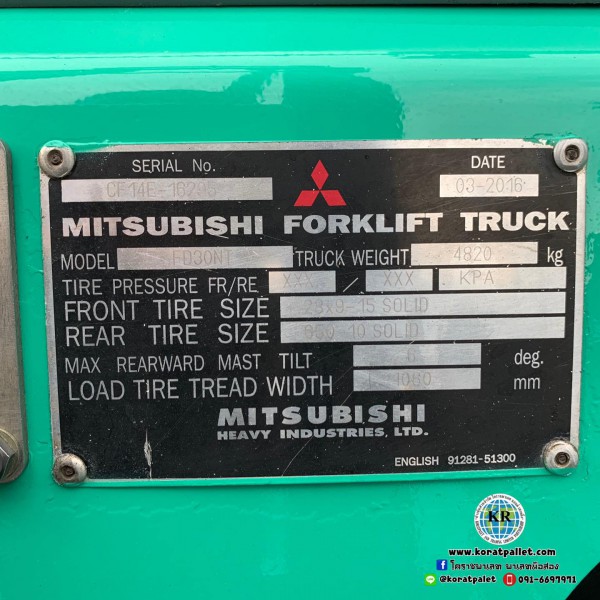 SERIAL No. DATE
CF14E-16295 03-2016
MITSUBISHI FORKLIFT TRUCK
MODEL FD30NT TRUCK WEIGHT 4820 kg
TIRE PRESSURE FR/RE XXX / XXX KPA
FRONT TIRE SIZE 23x9-15 SOLID
REAR TIRE SIZE 650-10 SOLID
MAX REARWARD MAST TILT 6 deg.
LOAD TIRE TREAD WIDTH 1060 mm
MITSUBISHI
HEAVY INDUSTRIES, LTD.
ENGLISH 91281-51300
KR
www.koratpallet.com
โคราชพาเลท พาเลทมือสอง
@koratpalet 091-6697971